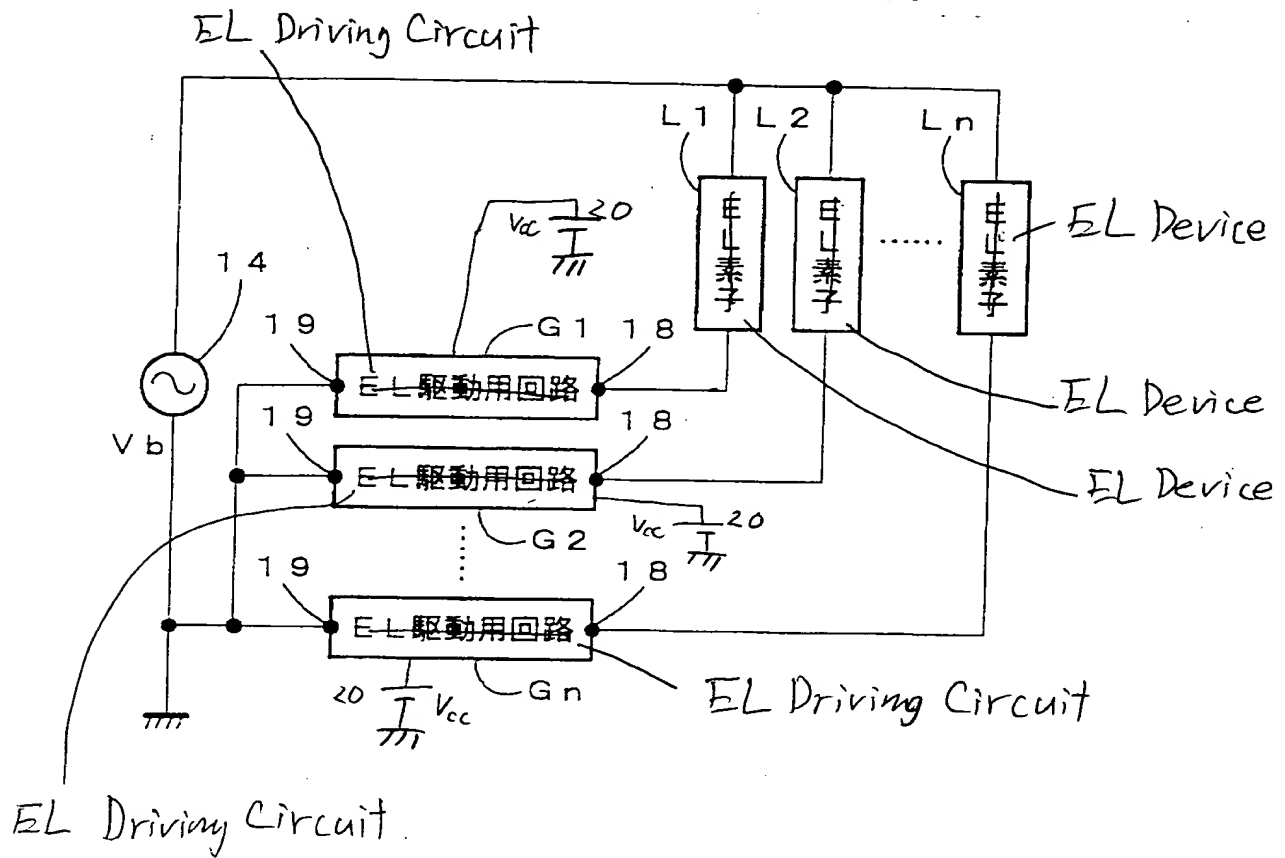 EL Driving Circuit
L1
L2
Ln
Vcc
20
EL素子
EL素子
......
EL素子
EL Device
14
19
G1
18
EL駆動用回路
EL Device
Vb
19
18
EL駆動用回路
EL Device
G2
Vcc
20
19
18
EL駆動用回路
20
Vcc
Gn
EL Driving Circuit
EL Driving Circuit.